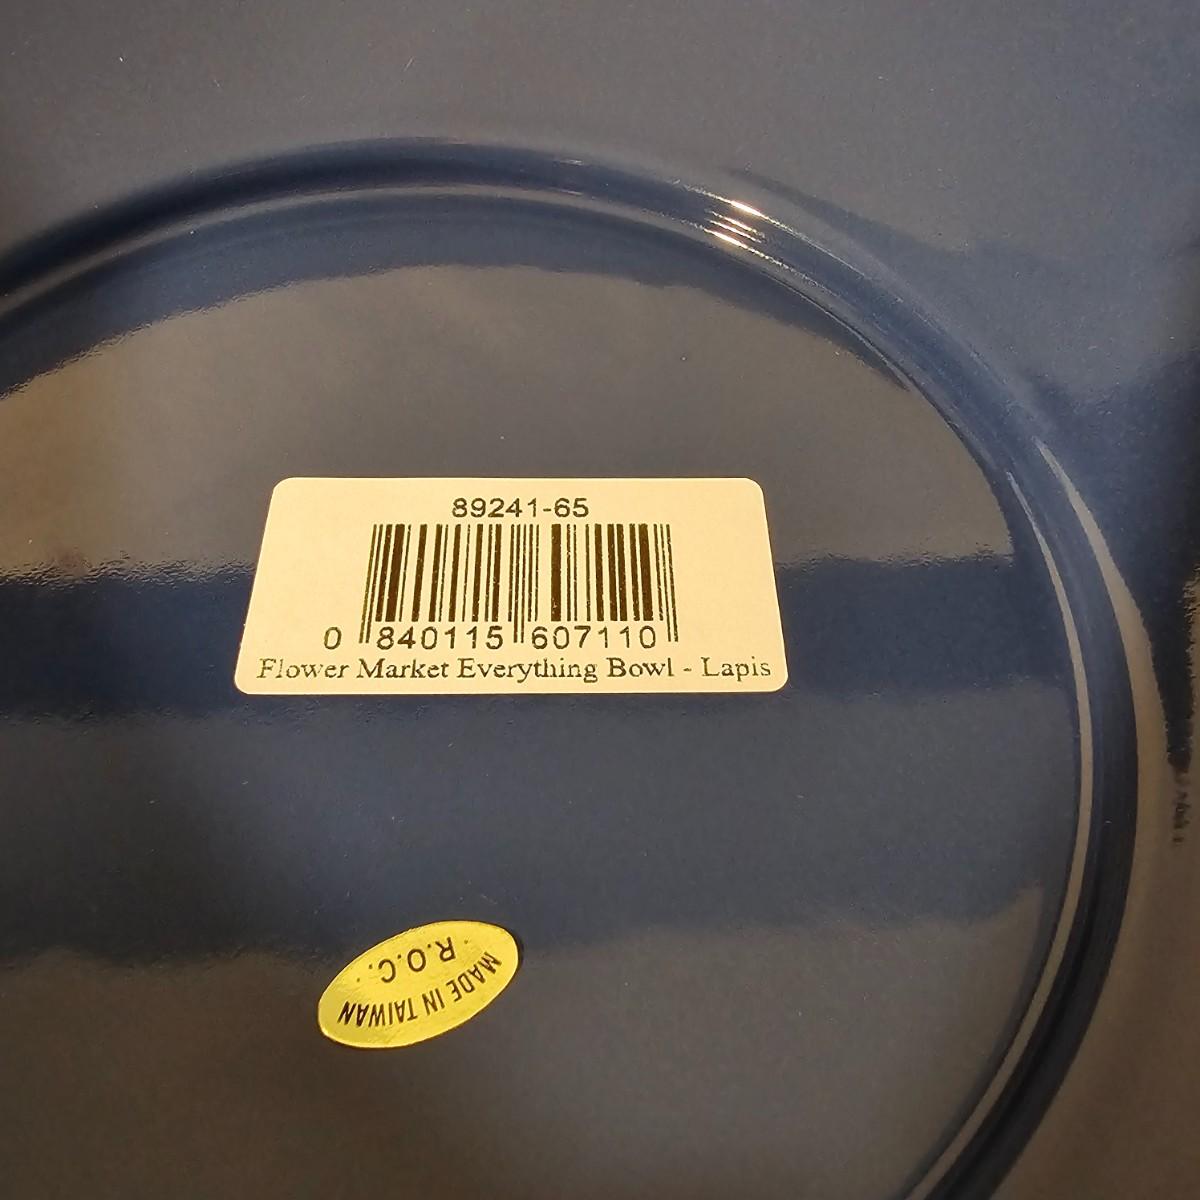 89241-65
0 840115 607110
Flower Market Everything Bowl - Lapis
MADE IN TAIWAN
· R.O.C. ·